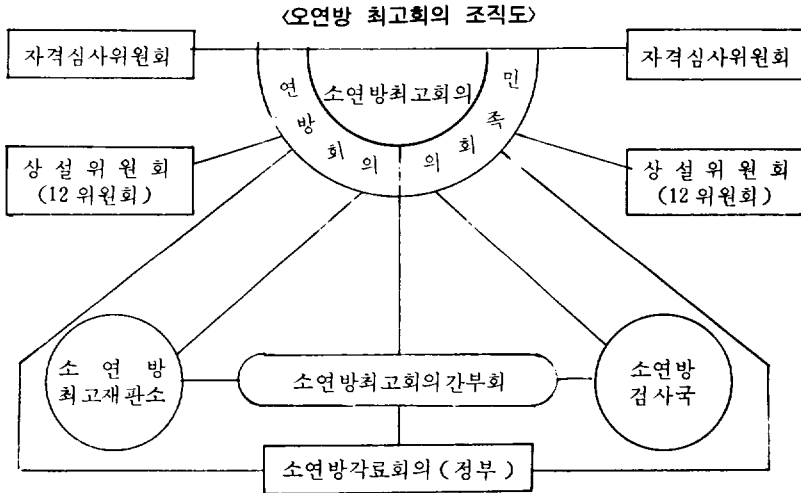 〈오연방 최고회의 조직도〉
자격심사위원회
자격심사위원회
소연방최고회의
연방회의
민족회의
상설위원회
(12위원회)
상설위원회
(12위원회)
소연방
최고재판소
소연방최고회의간부회
소연방
검사국
소연방각료회의(정부)